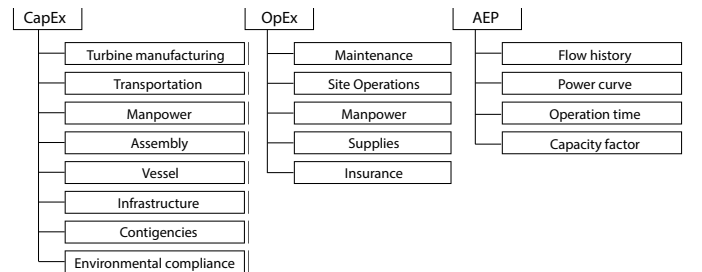 CapEx
Turbine manufacturing
Transportation
Manpower
Assembly
Vessel
Infrastructure
Contigencies
Environmental compliance
OpEx
Maintenance
Site Operations
Manpower
Supplies
Insurance
AEP
Flow history
Power curve
Operation time
Capacity factor